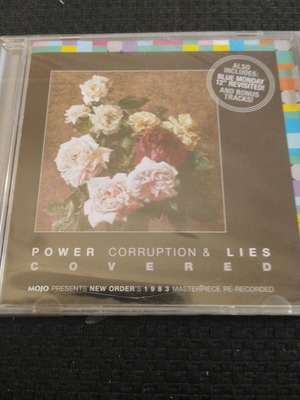 ALSO
INCLUDES:
BLUE MONDAY
12" REVISITED!
AND BONUS
TRACKS!
POWER CORRUPTION & LIES
COVERED
MOJO PRESENTS NEW ORDER'S 1983 MASTERPIECE RE-RECORDED